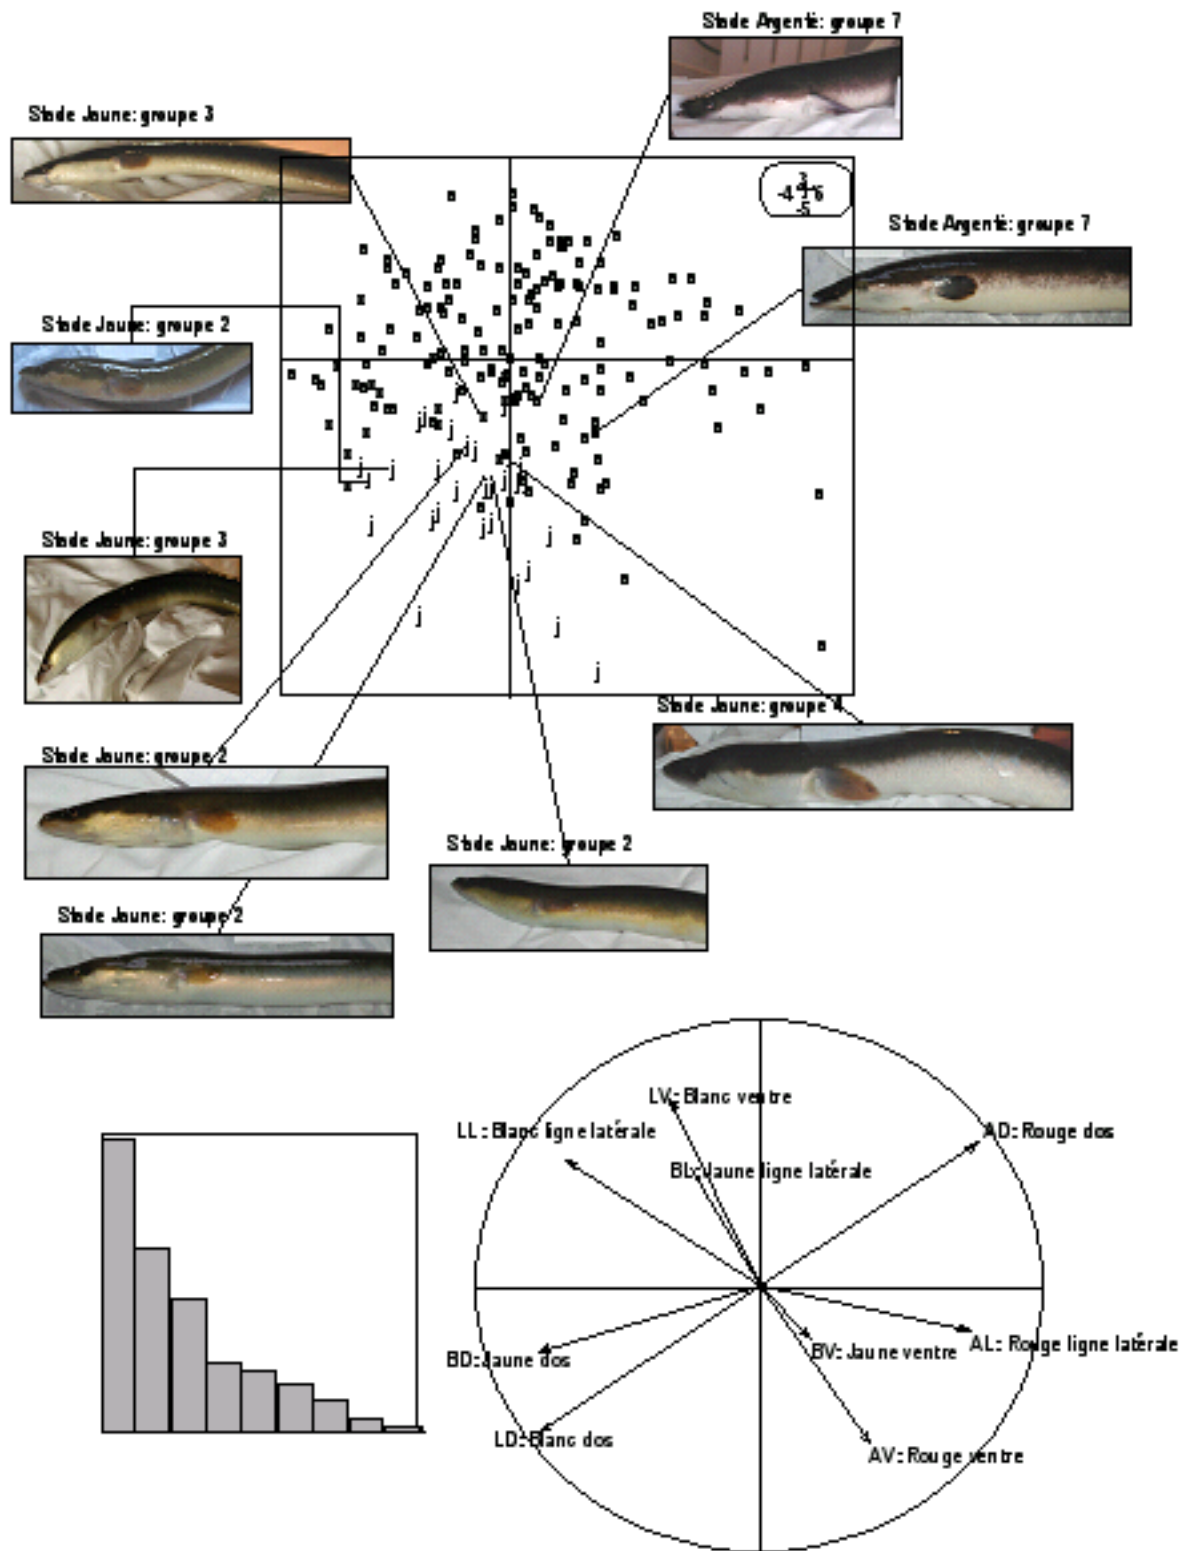 Stade Argenté: groupe 7
Stade Jaune: groupe 3
-4 6
-5
Stade Argenté: groupe 7
Stade Jaune: groupe 2
Stade Jaune: groupe 3
Stade Jaune: groupe 4
Stade Jaune: groupe 2
Stade Jaune: groupe 2
Stade Jaune: groupe 2
LV: Blanc ventre
LL: Blanc ligne latérale
AD: Rouge dos
BL: Jaune ligne latérale
BV: Jaune ventre
AL: Rouge ligne latérale
BD: Jaune dos
LD: Blanc dos
AV: Rouge ventre